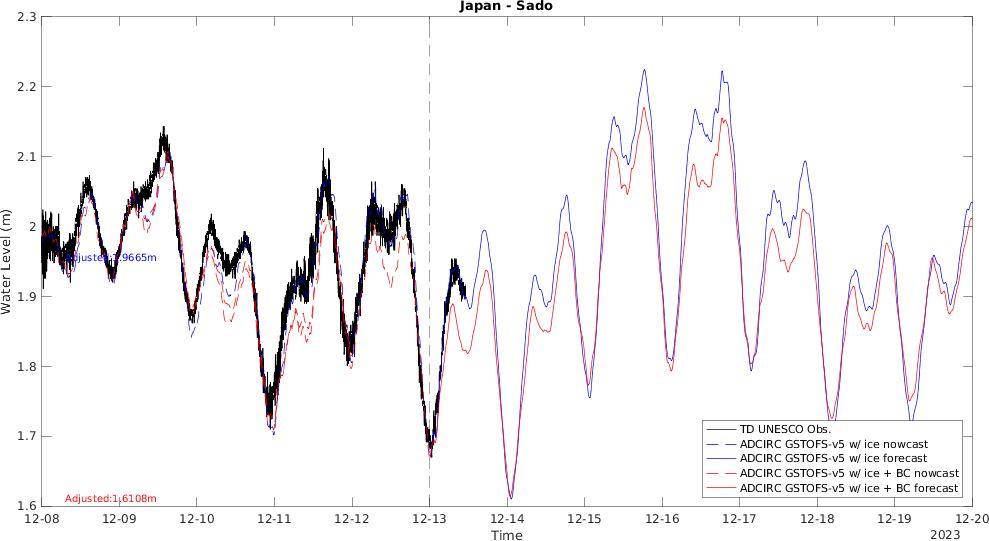 Japan - Sado
Water Level (m)
2.3
2.2
2.1
2
1.9
1.8
1.7
1.6
Adjusted:1.9665m
Adjusted:1.6108m
TD UNESCO Obs.
ADCIRC GSTOFS-v5 w/ ice nowcast
ADCIRC GSTOFS-v5 w/ ice forecast
ADCIRC GSTOFS-v5 w/ ice + BC nowcast
ADCIRC GSTOFS-v5 w/ ice + BC forecast
12-08 12-09 12-10 12-11 12-12 12-13 12-14 12-15 12-16 12-17 12-18 12-19 12-20
Time
2023